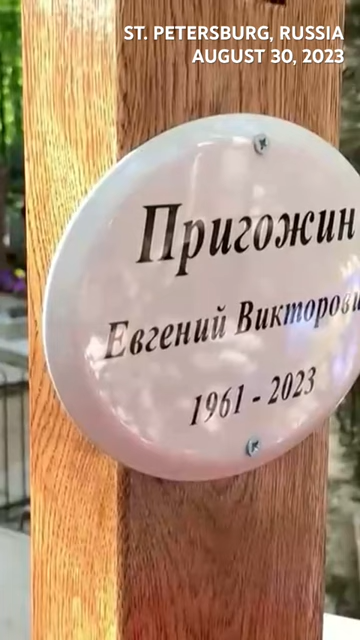 ST. PETERSBURG, RUSSIA
AUGUST 30, 2023
Пригожин
Евгений Викторови
1961 - 2023